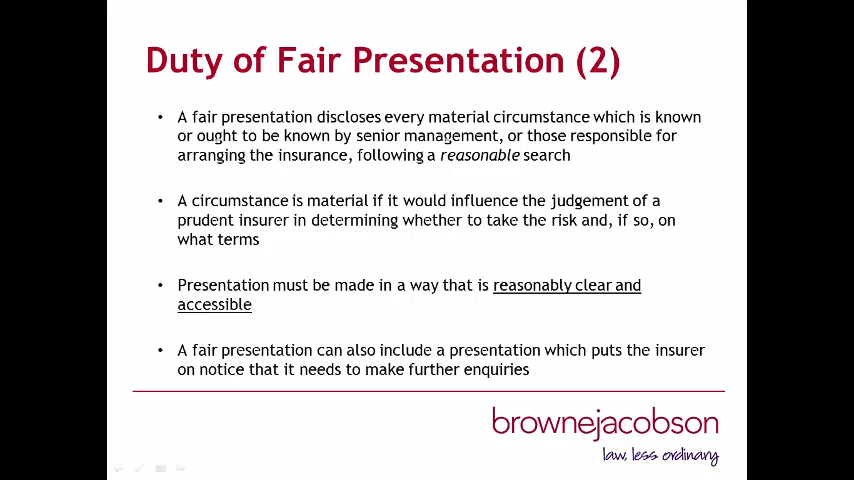 Duty of Fair Presentation (2)
• A fair presentation discloses every material circumstance which is known
or ought to be known by senior management, or those responsible for
arranging the insurance, following a reasonable search
• A circumstance is material if it would influence the judgement of a
prudent insurer in determining whether to take the risk and, if so, on
what terms
• Presentation must be made in a way that is reasonably clear and
accessible
• A fair presentation can also include a presentation which puts the insurer
on notice that it needs to make further enquiries
brownejacobson
law, less ordinary